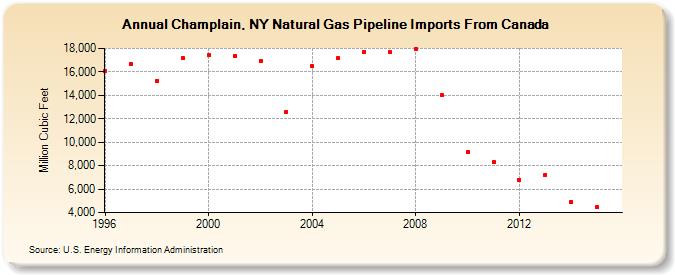 Annual Champlain, NY Natural Gas Pipeline Imports From Canada
Million Cubic Feet
18,000
16,000
14,000
12,000
10,000
8,000
6,000
4,000
1996 2000 2004 2008 2012
Source: U.S. Energy Information Administration